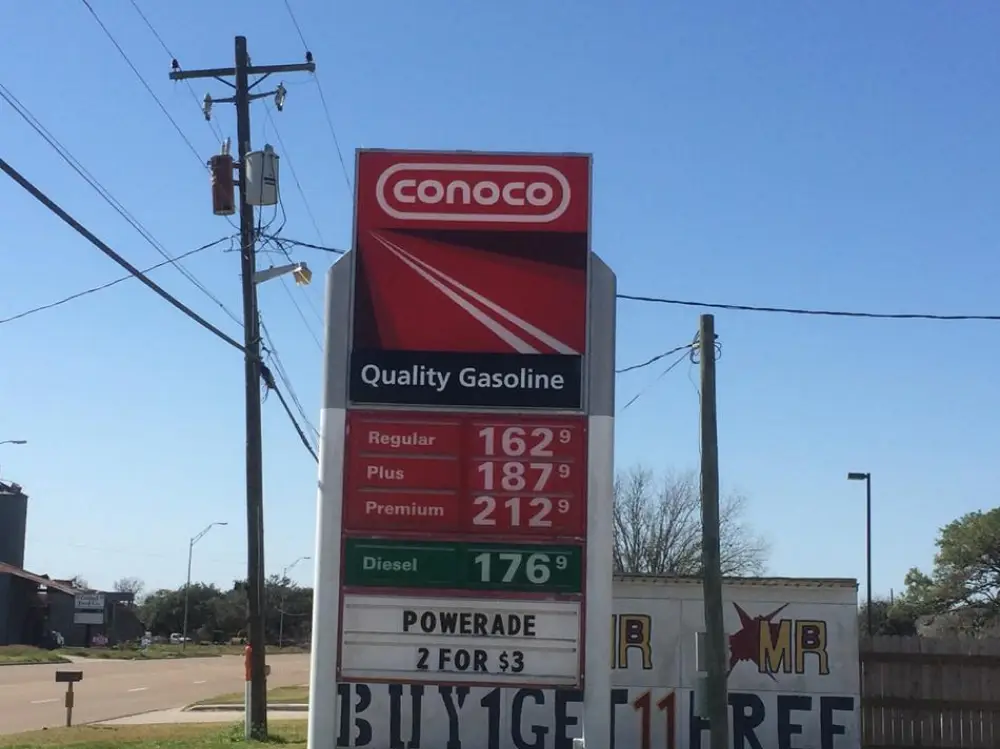 CONOCO
Quality Gasoline
Regular 162 9
Plus 187 9
Premium 212 9
Diesel 176 9
POWERADE
2 FOR $3
MR
BUY 1 GET 11 FREE